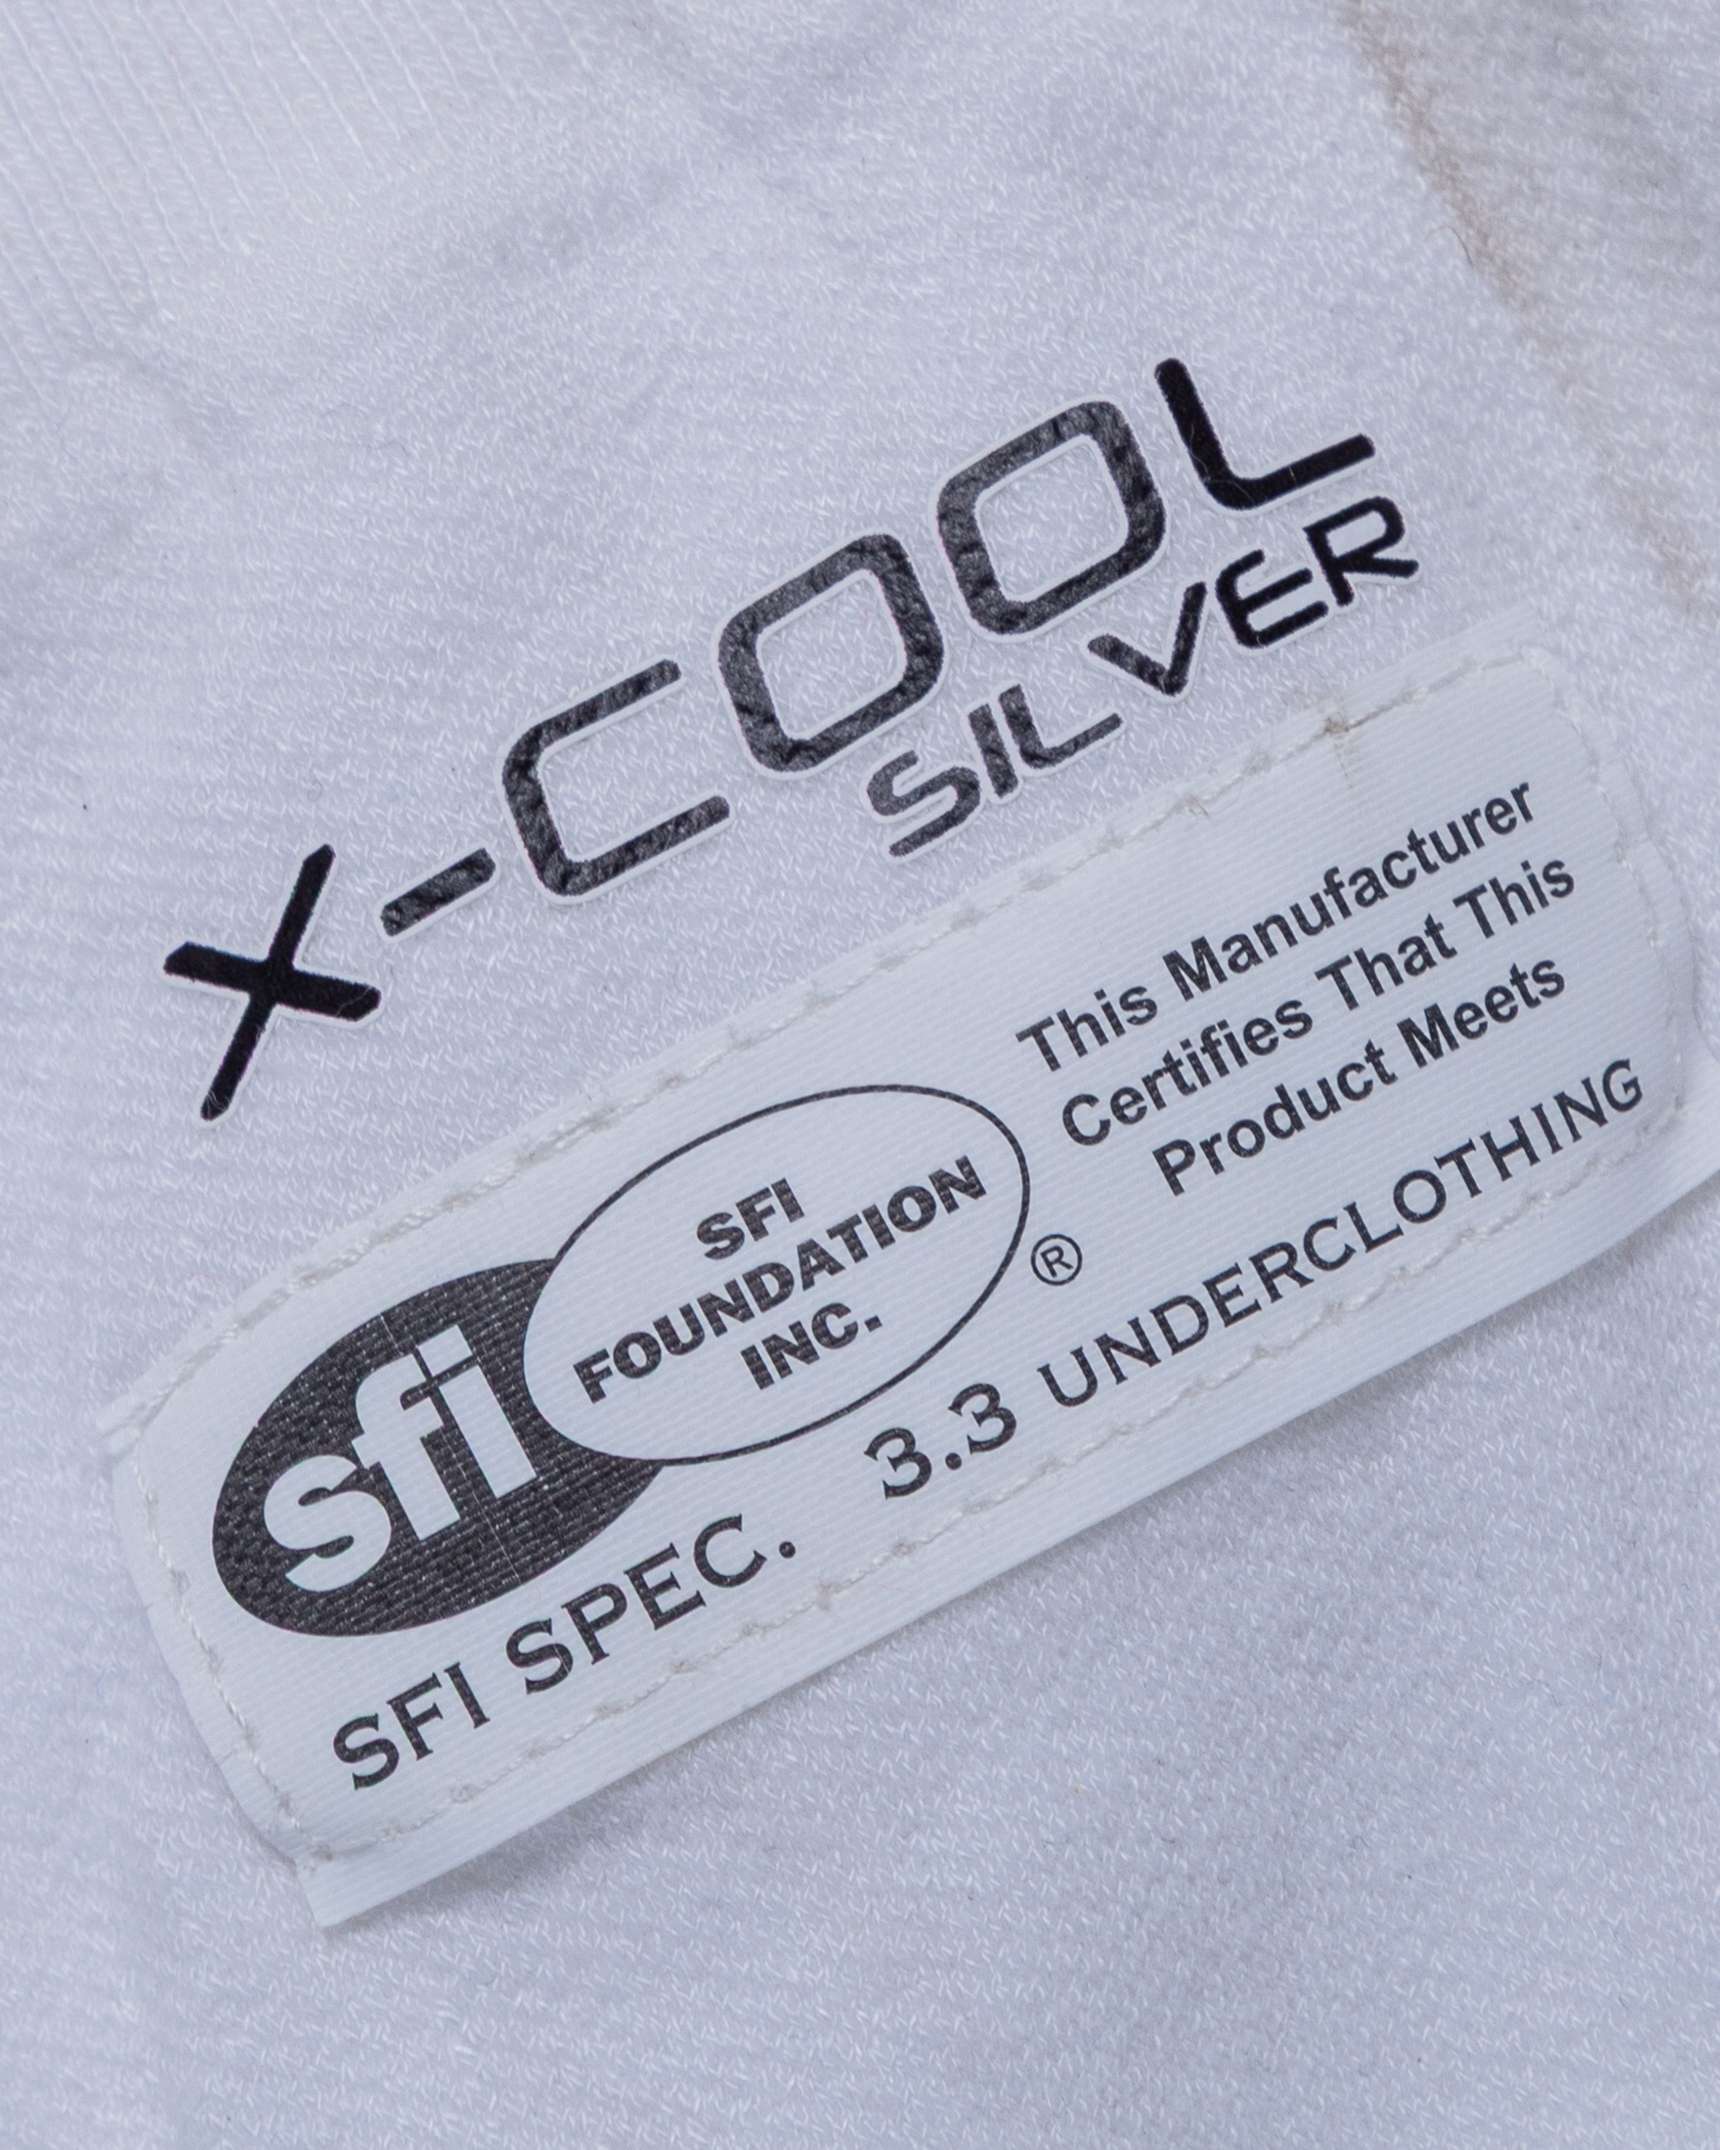 X-COOL
SILVER
This Manufacturer
Certifies That This
Product Meets
sfi
SFI
FOUNDATION
INC.
®
SFI SPEC. 3.3 UNDERCLOTHING